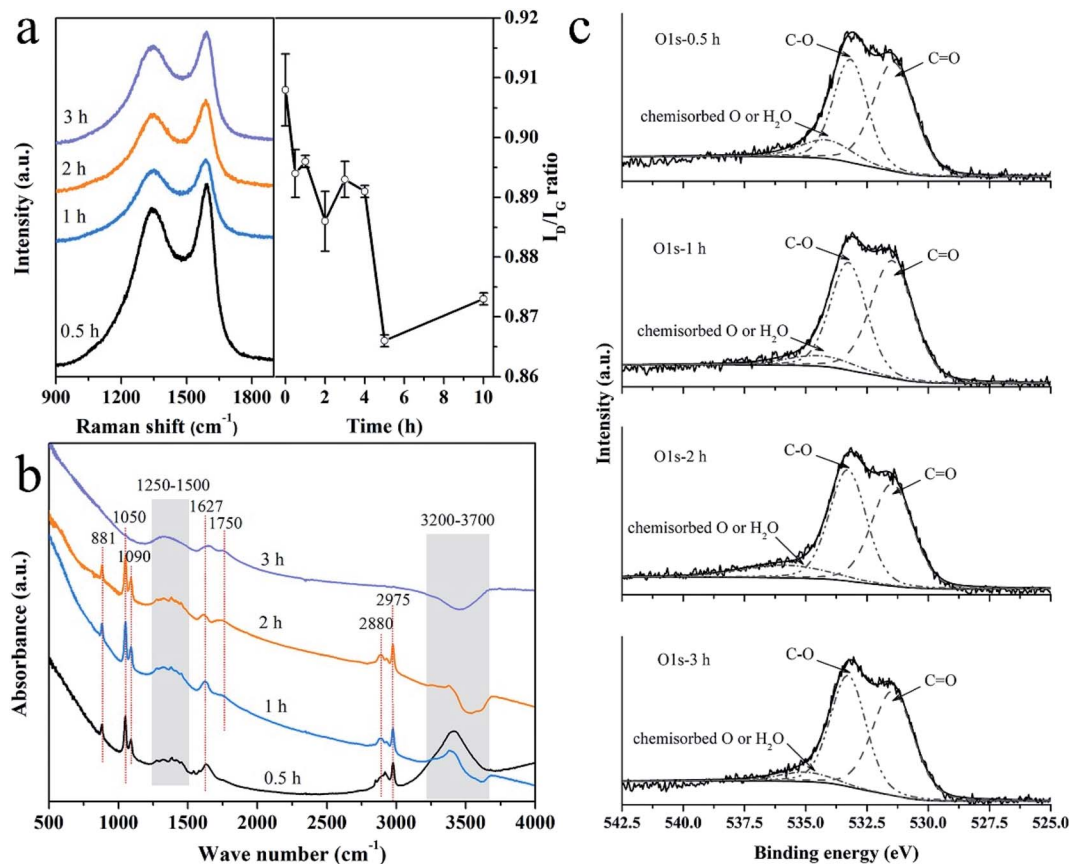 a
3 h
2 h
1 h
0.5 h
Intensity (a.u.)
900 1200 1500 1800
Raman shift (cm⁻¹)
0.92
0.91
0.90
0.89
0.88
0.87
0.86
I_D/I_G ratio
0 2 4 6 8 10
Time (h)
b
1250-1500
1050
881
1090
1627
1750
3200-3700
3 h
2975
2880
2 h
1 h
0.5 h
Absorbance (a.u.)
500 1000 1500 2000 2500 3000 3500 4000
Wave number (cm⁻¹)
c
O1s-0.5 h
C-O
C=O
chemisorbed O or H₂O
O1s-1 h
C-O
C=O
chemisorbed O or H₂O
O1s-2 h
C-O
C=O
chemisorbed O or H₂O
O1s-3 h
C-O
C=O
chemisorbed O or H₂O
Intensity (a.u.)
542.5 540.0 537.5 535.0 532.5 530.0 527.5 525.0
Binding energy (eV)